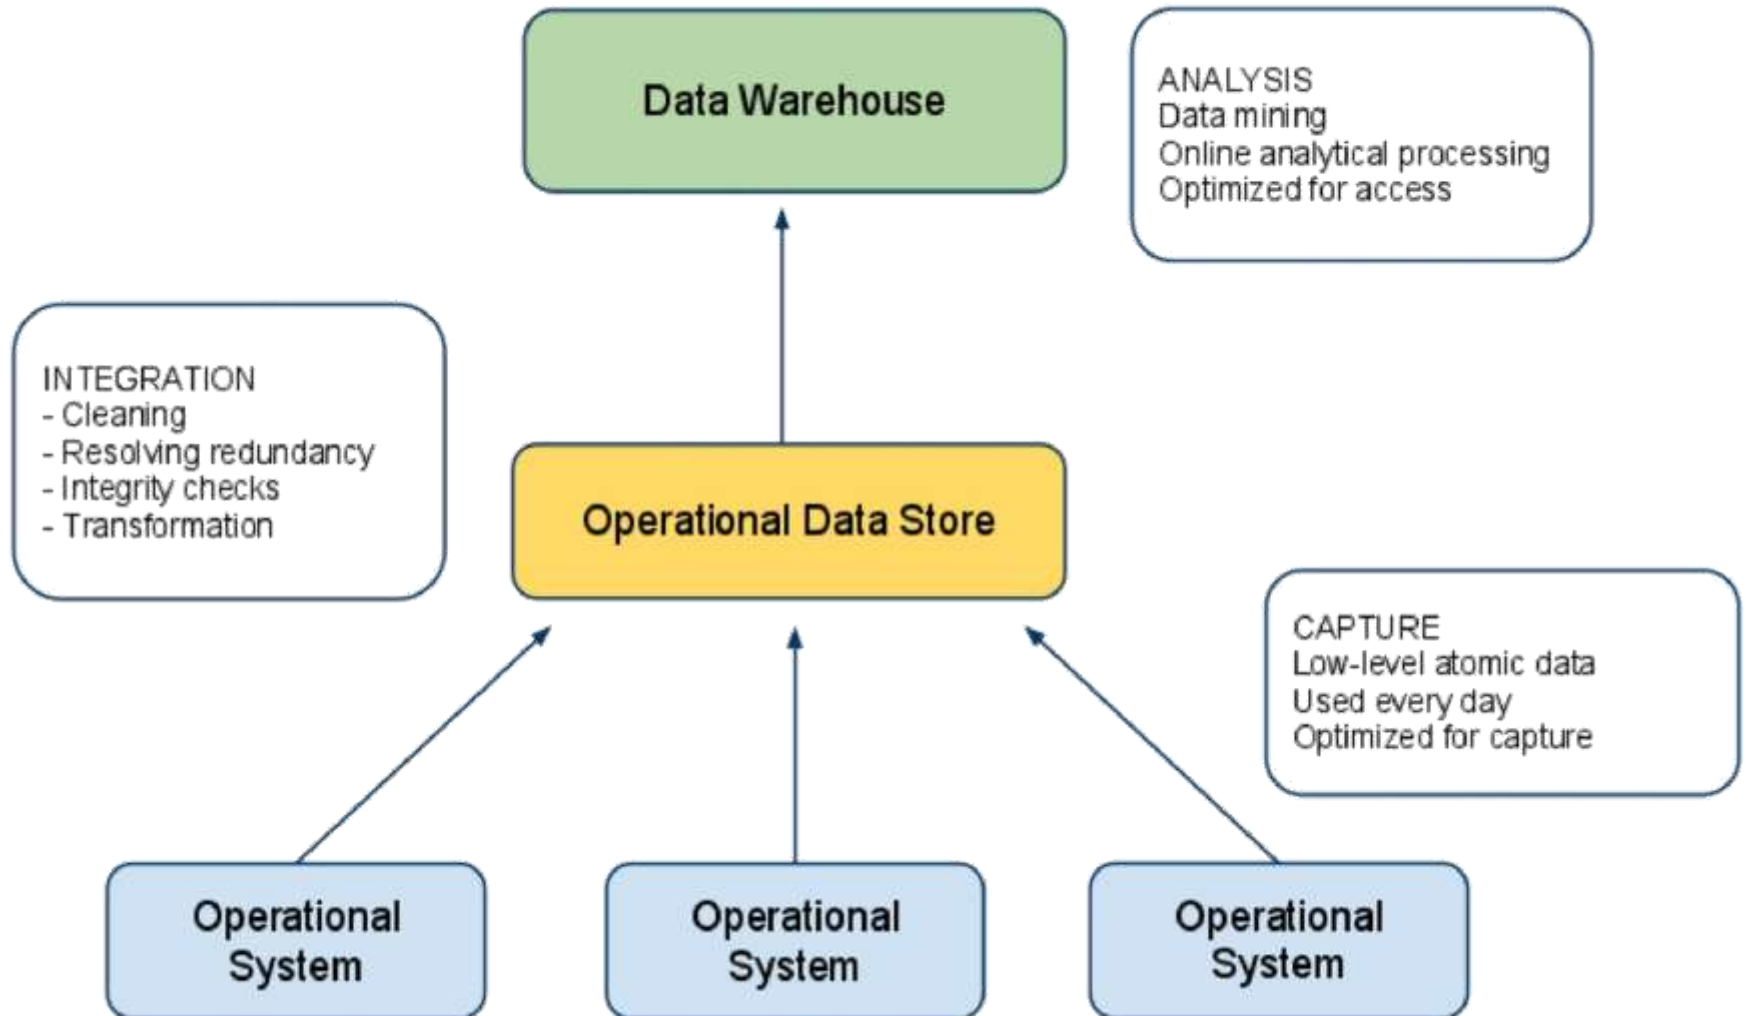 Data Warehouse
ANALYSIS
Data mining
Online analytical processing
Optimized for access
INTEGRATION
- Cleaning
- Resolving redundancy
- Integrity checks
- Transformation
Operational Data Store
CAPTURE
Low-level atomic data
Used every day
Optimized for capture
Operational
System
Operational
System
Operational
System